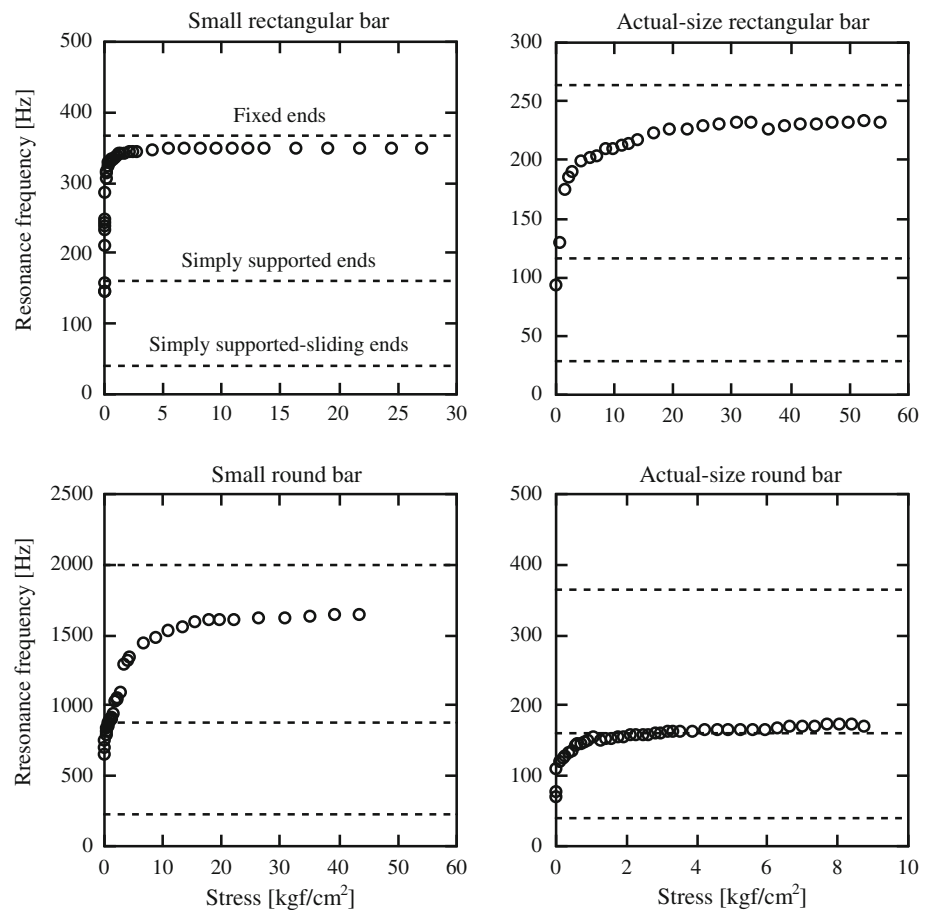 Small rectangular bar
Resonance frequency [Hz]
500
400
300
200
100
0
Fixed ends
Simply supported ends
Simply supported-sliding ends
0 5 10 15 20 25 30
Actual-size rectangular bar
300
250
200
150
100
50
0
0 10 20 30 40 50 60
Small round bar
Rresonance frequency [Hz]
2500
2000
1500
1000
500
0
0 10 20 30 40 50 60
Stress [kgf/cm²]
Actual-size round bar
500
400
300
200
100
0
0 2 4 6 8 10
Stress [kgf/cm²]